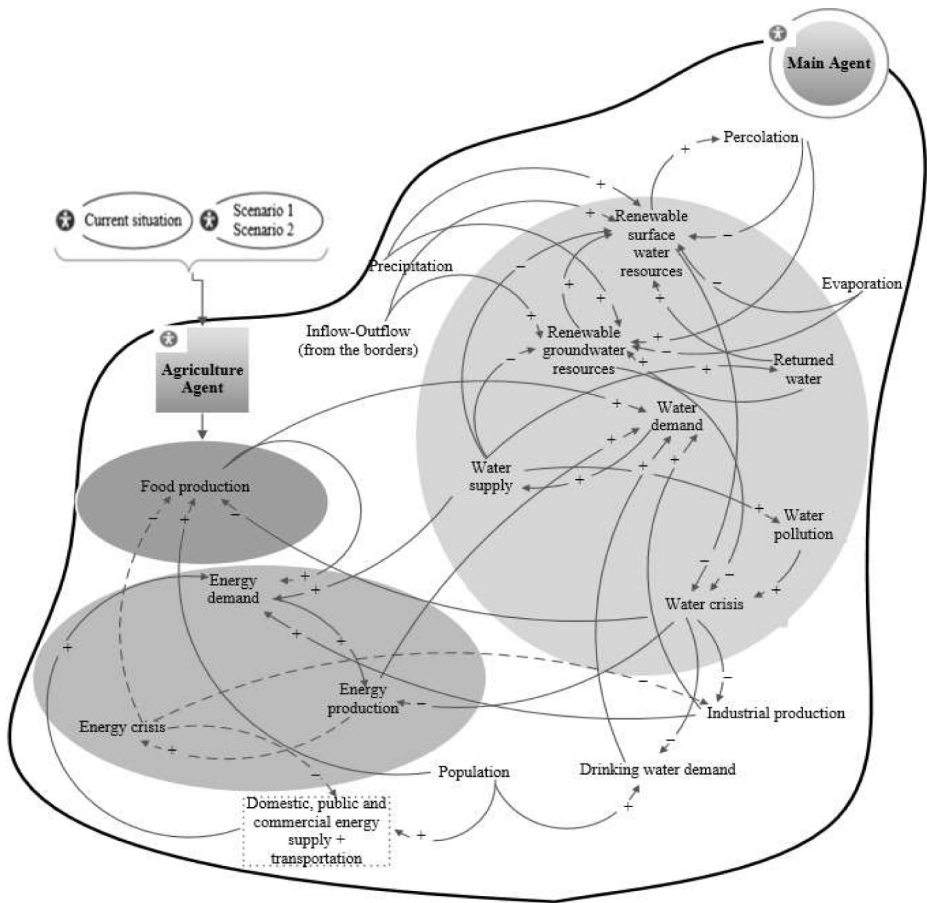 Main Agent
Percolation
Current situation
Scenario 1
Scenario 2
Renewable
surface
water
resources
Precipitation
Evaporation
Inflow-Outflow
(from the borders)
Renewable
groundwater
resources
Returned
water
Agriculture
Agent
Water
demand
Water
supply
Food production
Water
pollution
Energy
demand
Water crisis
Energy
production
Energy crisis
Industrial production
Population
Drinking water demand
Domestic, public and
commercial energy
supply +
transportation